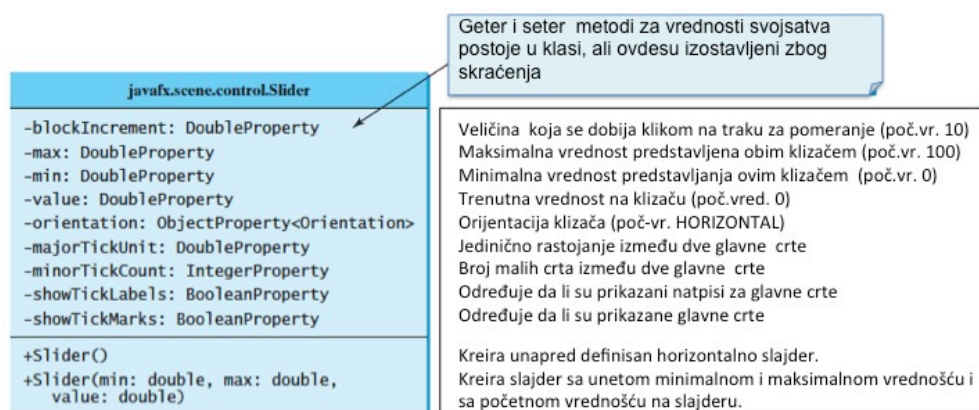 Geter i seter metodi za vrednosti svojsatva
postoje u klasi, ali ovdesu izostavljeni zbog
skraćenja
javafx.scene.control.Slider
-blockIncrement: DoubleProperty
-max: DoubleProperty
-min: DoubleProperty
-value: DoubleProperty
-orientation: ObjectProperty<Orientation>
-majorTickUnit: DoubleProperty
-minorTickCount: IntegerProperty
-showTickLabels: BooleanProperty
-showTickMarks: BooleanProperty
+Slider()
+Slider(min: double, max: double,
value: double)
Veličina koja se dobija klikom na traku za pomeranje (poč.vr. 10)
Maksimalna vrednost predstavljena obim klizačem (poč.vr. 100)
Minimalna vrednost predstavljanja ovim klizačem (poč.vr. 0)
Trenutna vrednost na klizaču (poč.vred. 0)
Orijentacija klizača (poč-vr. HORIZONTAL)
Jedinično rastojanje između dve glavne crte
Broj malih crta između dve glavne crte
Određuje da li su prikazani natpisi za glavne crte
Određuje da li su prikazane glavne crte
Kreira unapred definisan horizontalno slajder.
Kreira slajder sa unetom minimalnom i maksimalnom vrednošću i
sa početnom vrednošću na slajderu.